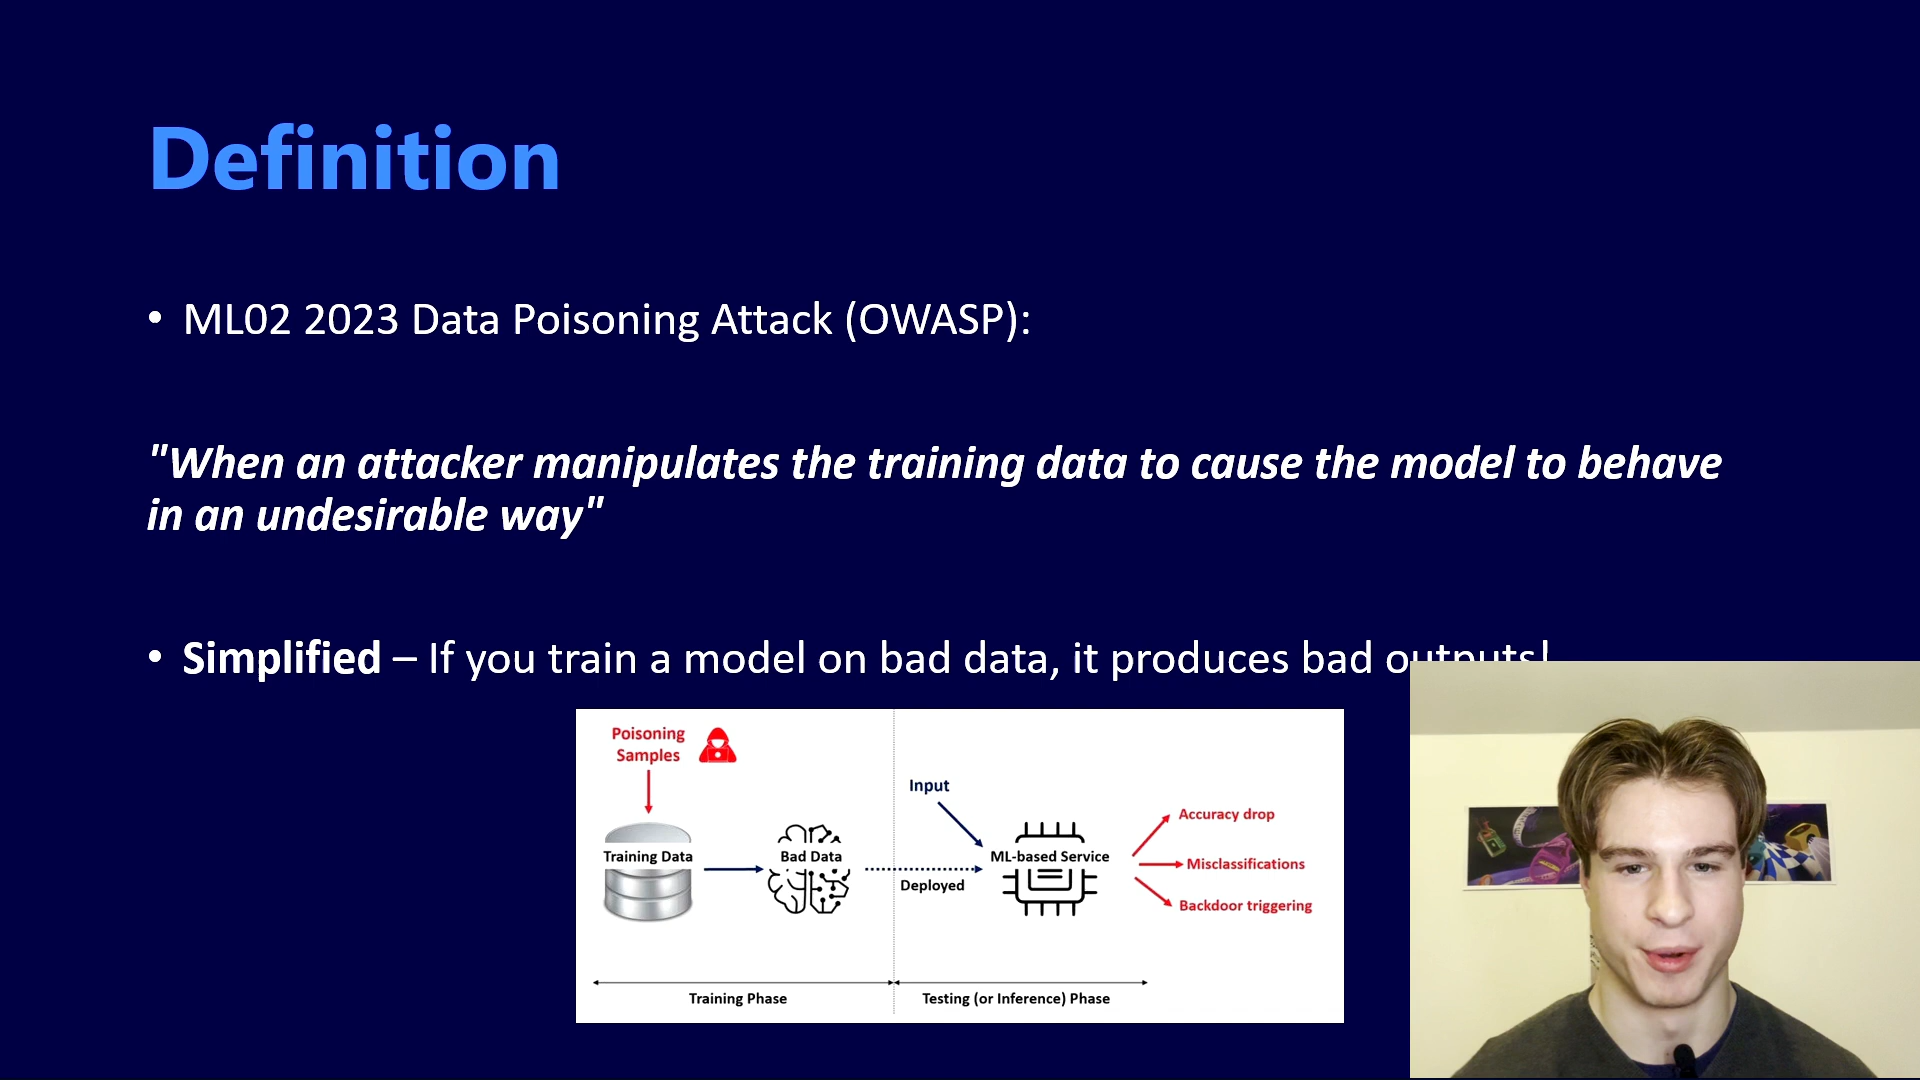 Definition
• ML02 2023 Data Poisoning Attack (OWASP):
"When an attacker manipulates the training data to cause the model to behave
in an undesirable way"
• Simplified – If you train a model on bad data, it produces bad outputs!
Poisoning
Samples
Input
Accuracy drop
Training Data
Bad Data
ML-based Service
Misclassifications
Deployed
Backdoor triggering
Training Phase
Testing (or Inference) Phase